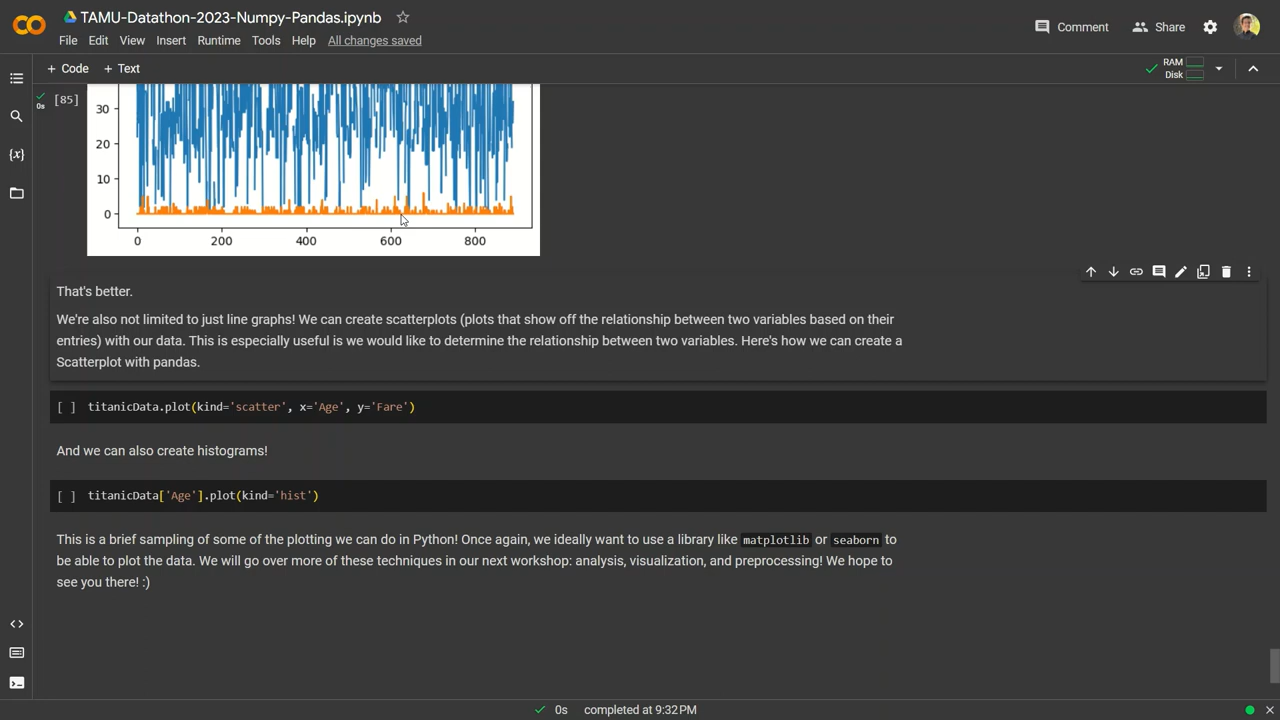 TAMU-Datathon-2023-Numpy-Pandas.ipynb
Comment
Share
File Edit View Insert Runtime Tools Help All changes saved
+ Code + Text
RAM
Disk
0s
[85]
30
20
10
0
0 200 400 600 800
That's better.
We're also not limited to just line graphs! We can create scatterplots (plots that show off the relationship between two variables based on their
entries) with our data. This is especially useful is we would like to determine the relationship between two variables. Here's how we can create a
Scatterplot with pandas.
[ ] titanicData.plot(kind='scatter', x='Age', y='Fare')
And we can also create histograms!
[ ] titanicData['Age'].plot(kind='hist')
This is a brief sampling of some of the plotting we can do in Python! Once again, we ideally want to use a library like matplotlib or seaborn to
be able to plot the data. We will go over more of these techniques in our next workshop: analysis, visualization, and preprocessing! We hope to
see you there! :)
0s completed at 9:32 PM